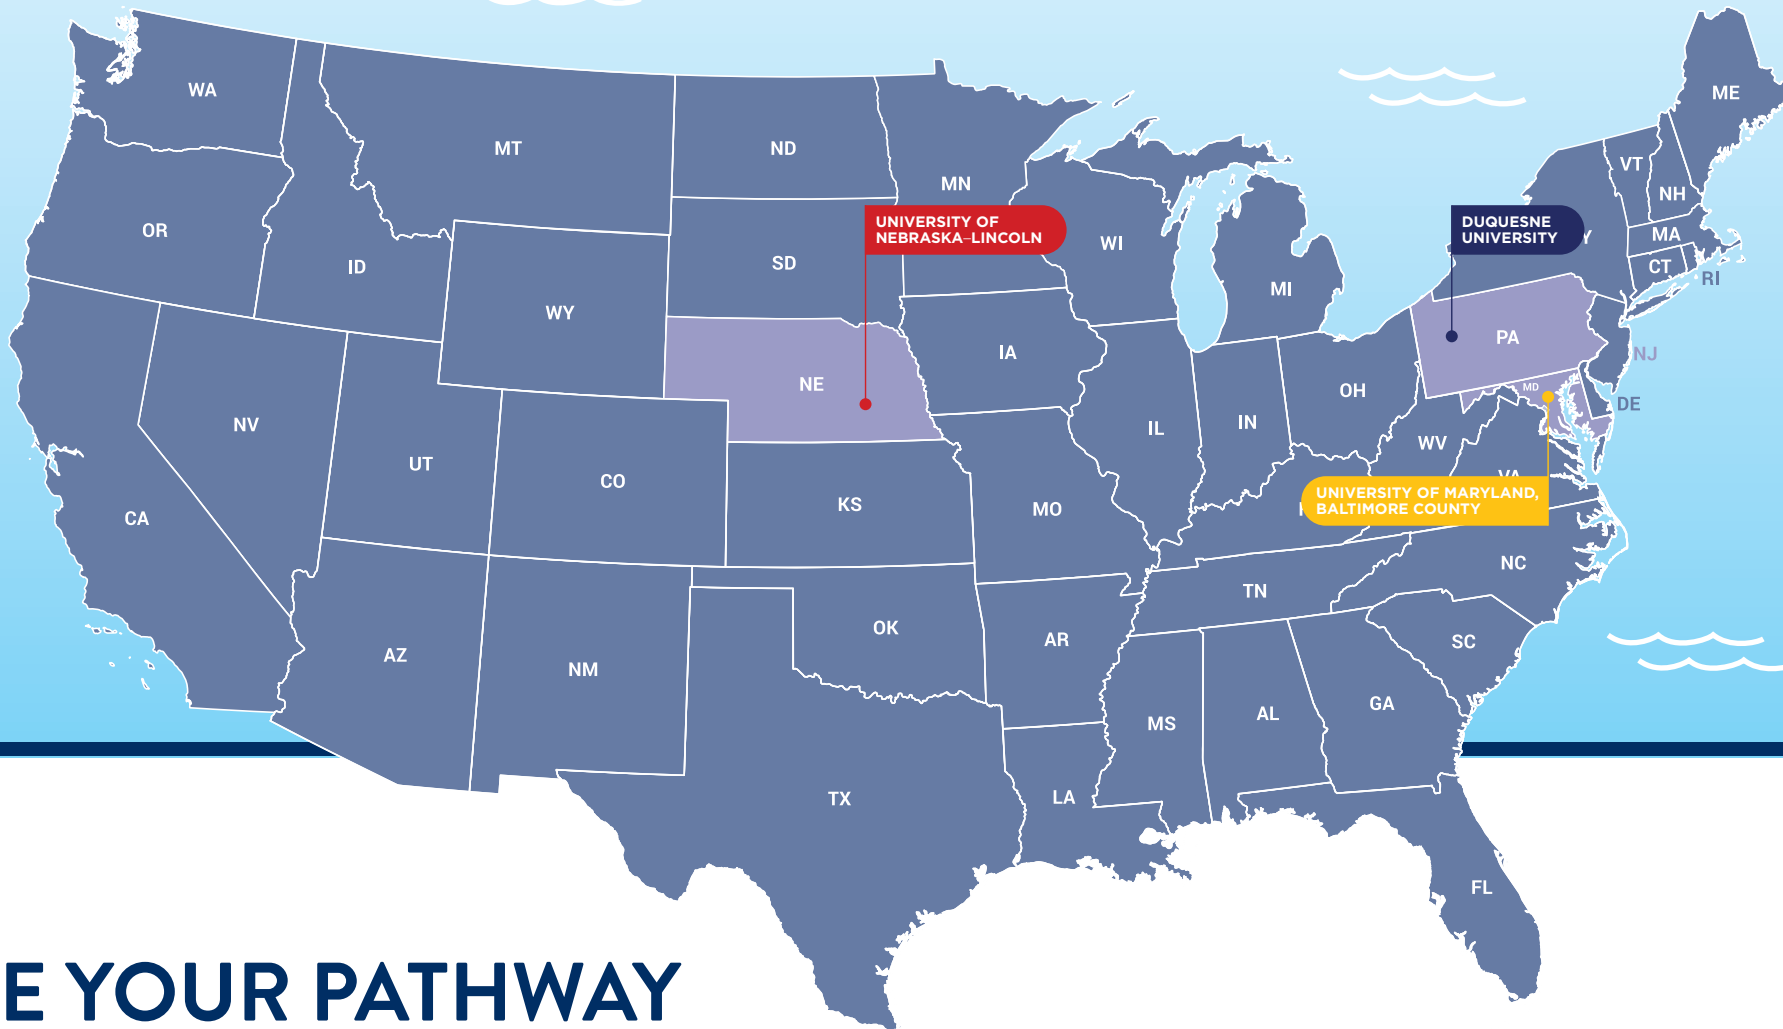 WA
MT
ND
MN
ME
VT
NH
OR
ID
SD
UNIVERSITY OF
NEBRASKA–LINCOLN
WI
DUQUESNE
UNIVERSITY
MA
CT
RI
WY
MI
NE
IA
PA
NJ
MD
DE
NV
UT
CO
KS
MO
IL
IN
OH
WV
VA
UNIVERSITY OF MARYLAND,
BALTIMORE COUNTY
CA
AZ
NM
OK
AR
TN
NC
SC
TX
LA
MS
AL
GA
FL
E YOUR PATHWAY